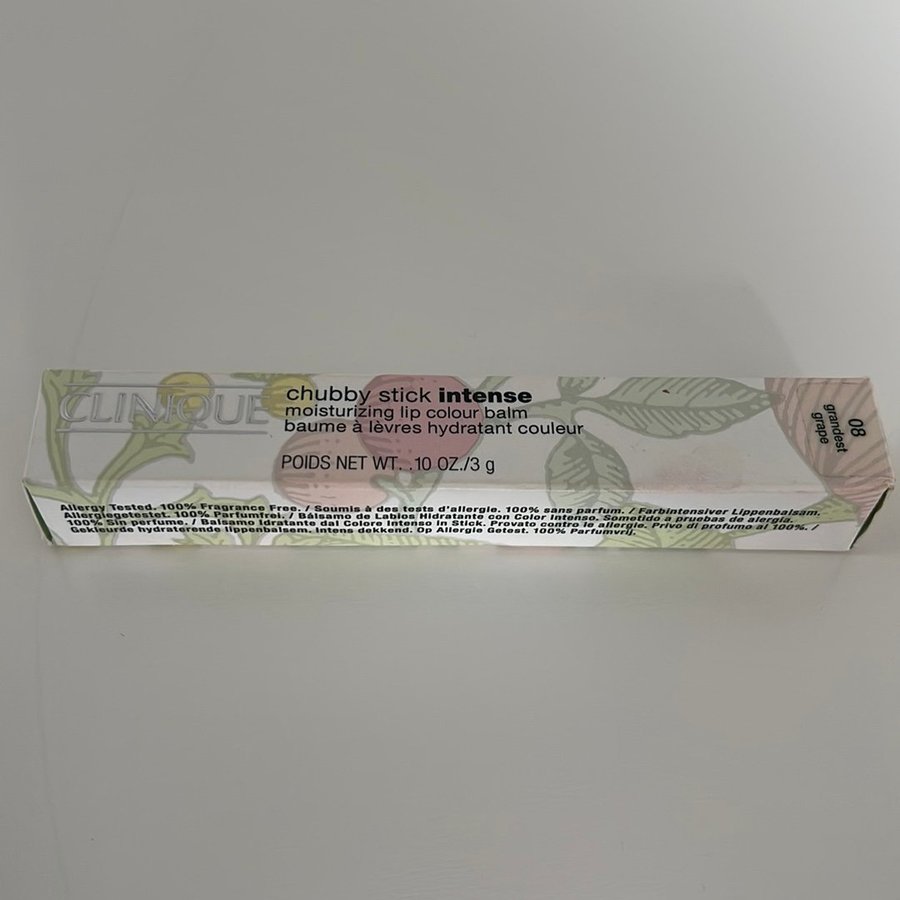 CLINIQUE
chubby stick intense
moisturizing lip colour balm
baume à lèvres hydratant couleur
POIDS NET WT. .10 OZ./3 g
08
grandest
grape
Allergy Tested. 100% Fragrance Free. / Soumis à des tests d'allergie. 100% sans parfum. / Farbintensiver Lippenbalsam.
Allergiegetestet. 100% Parfumfrei. / Bálsamo de Labios Hidratante con Color Intenso. Sometido a pruebas de alergia.
100% Sin perfume. / Balsamo Idratante dal Colore Intenso in Stick. Provato contro le allergie. Privo di profumo al 100%. /
Gekleurde hydraterende lippenbalsem. Intens dekkend. Op Allergie Getest. 100% Parfumvrij.